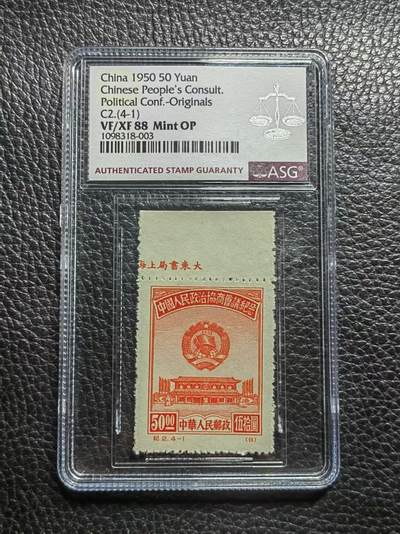 China 1950 50 Yuan
Chinese People's Consult.
Political Conf.-Originals
C2.(4-1)
VF/XF 88 Mint OP
1098318-003
AUTHENTICATED STAMP GUARANTY
ASG
大東書局上海
中國人民政治協商會議紀念
50.00
中華人民郵政
伍拾圓
紀2.4-1
(8)